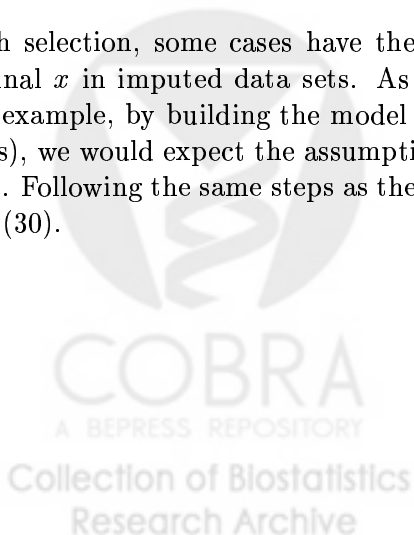 h selection, some cases have the
nal x in imputed data sets. As
example, by building the model
s), we would expect the assumpti
. Following the same steps as the
(30).
COBRA
A BEPRESS REPOSITORY
Collection of Biostatistics
Research Archive